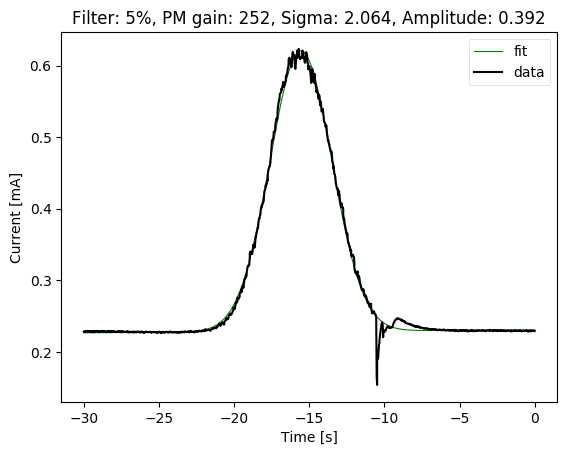 Filter: 5%, PM gain: 252, Sigma: 2.064, Amplitude: 0.392
fit
data
0.6
0.5
0.4
0.3
0.2
Current [mA]
−30
−25
−20
−15
−10
−5
0
Time [s]